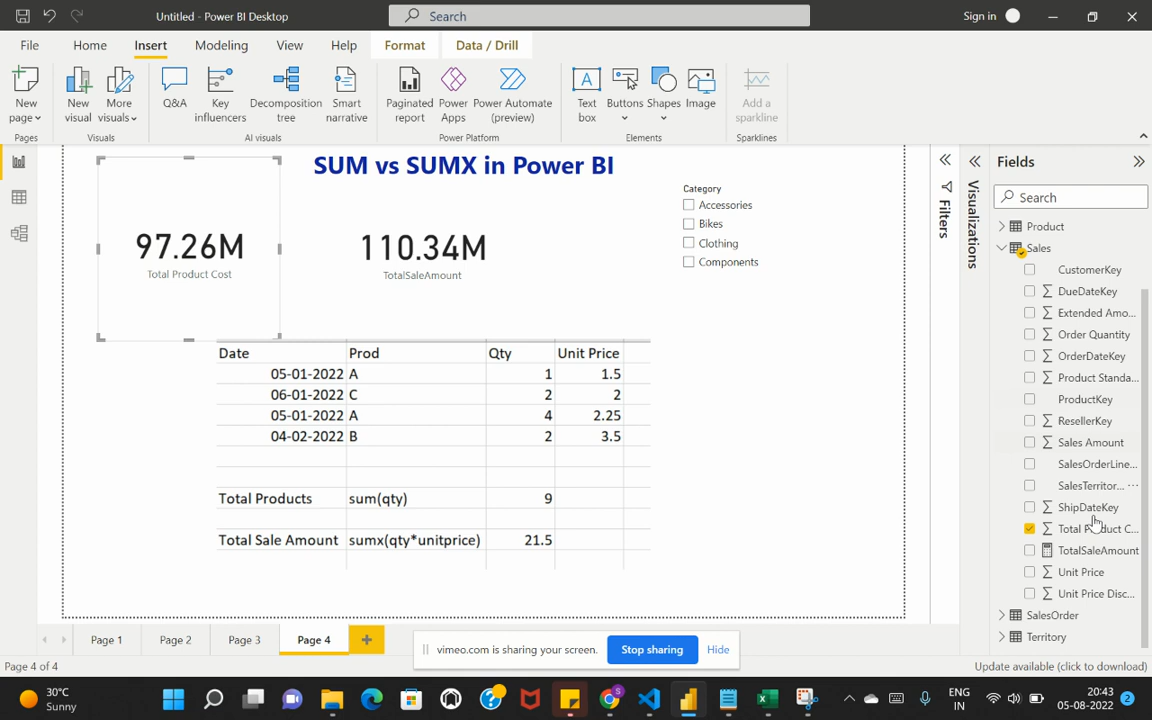 Untitled - Power BI Desktop
Search
Sign in
File Home Insert Modeling View Help Format Data / Drill
New page
New visual
More visuals
Q&A
Key influencers
Decomposition tree
Smart narrative
Paginated report
Power Apps
Power Automate (preview)
Text box
Buttons
Shapes
Image
Add a sparkline
Pages Visuals AI visuals Power Platform Elements Sparklines
SUM vs SUMX in Power BI
97.26M
Total Product Cost
110.34M
TotalSaleAmount
Category
Accessories
Bikes
Clothing
Components
Date Prod Qty Unit Price
05-01-2022 A 1 1.5
06-01-2022 C 2 2
05-01-2022 A 4 2.25
04-02-2022 B 2 3.5
Total Products sum(qty) 9
Total Sale Amount sumx(qty*unitprice) 21.5
Filters
Visualizations
Fields
Search
Product
Sales
CustomerKey
DueDateKey
Extended Amo...
Order Quantity
OrderDateKey
Product Standa...
ProductKey
ResellerKey
Sales Amount
SalesOrderLine...
SalesTerritor... ...
ShipDateKey
Total Product C...
TotalSaleAmount
Unit Price
Unit Price Disc...
SalesOrder
Territory
Page 1 Page 2 Page 3 Page 4
vimeo.com is sharing your screen. Stop sharing Hide
Page 4 of 4
Update available (click to download)
30°C
Sunny
ENG
IN
20:43
05-08-2022
2